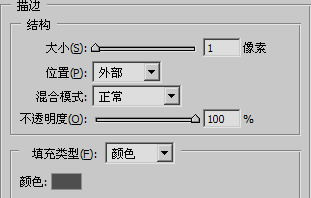 描边
结构
大小(S): 1 像素
位置(P): 外部
混合模式: 正常
不透明度(O): 100 %
填充类型(F): 颜色
颜色: